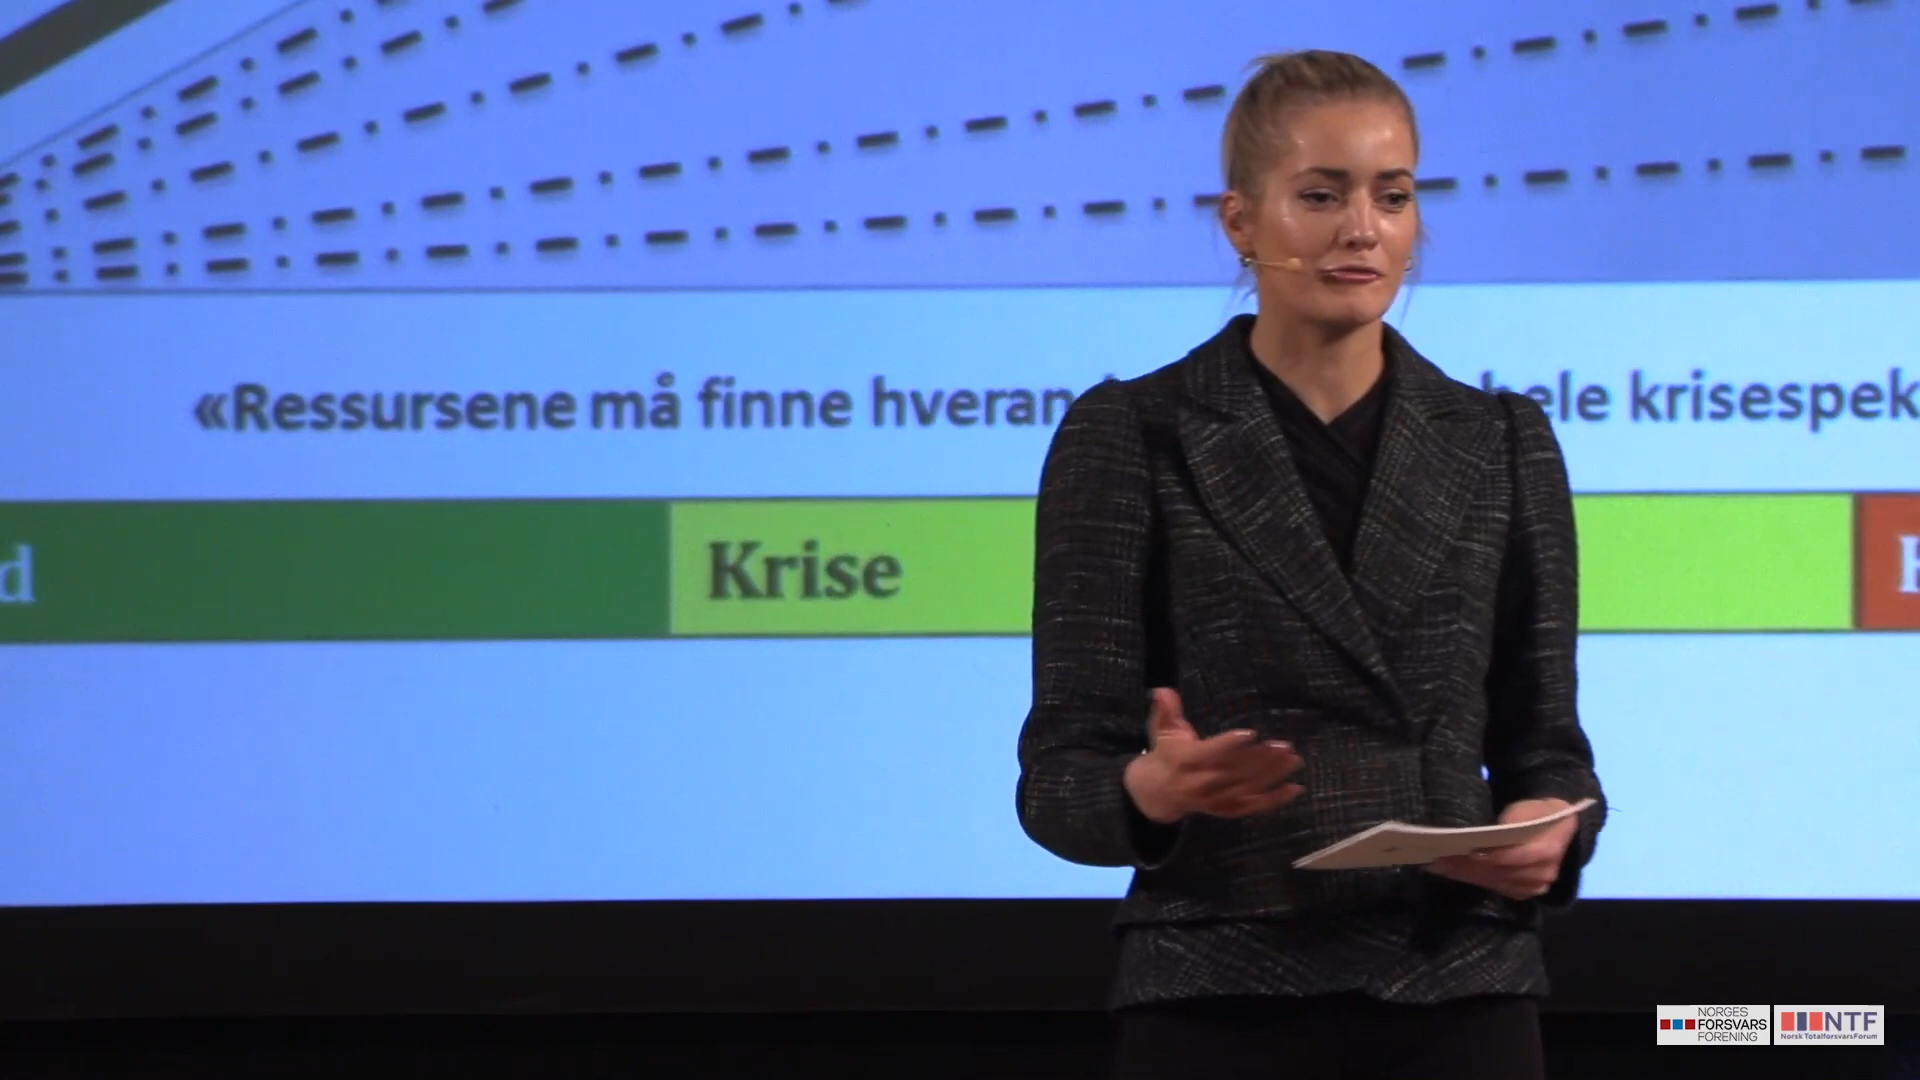 «Ressursene må finne hveran
hele krisespek
d
Krise
NORGES
FORSVARS
FORENING
NTF
Norsk TotalforsvarsForum